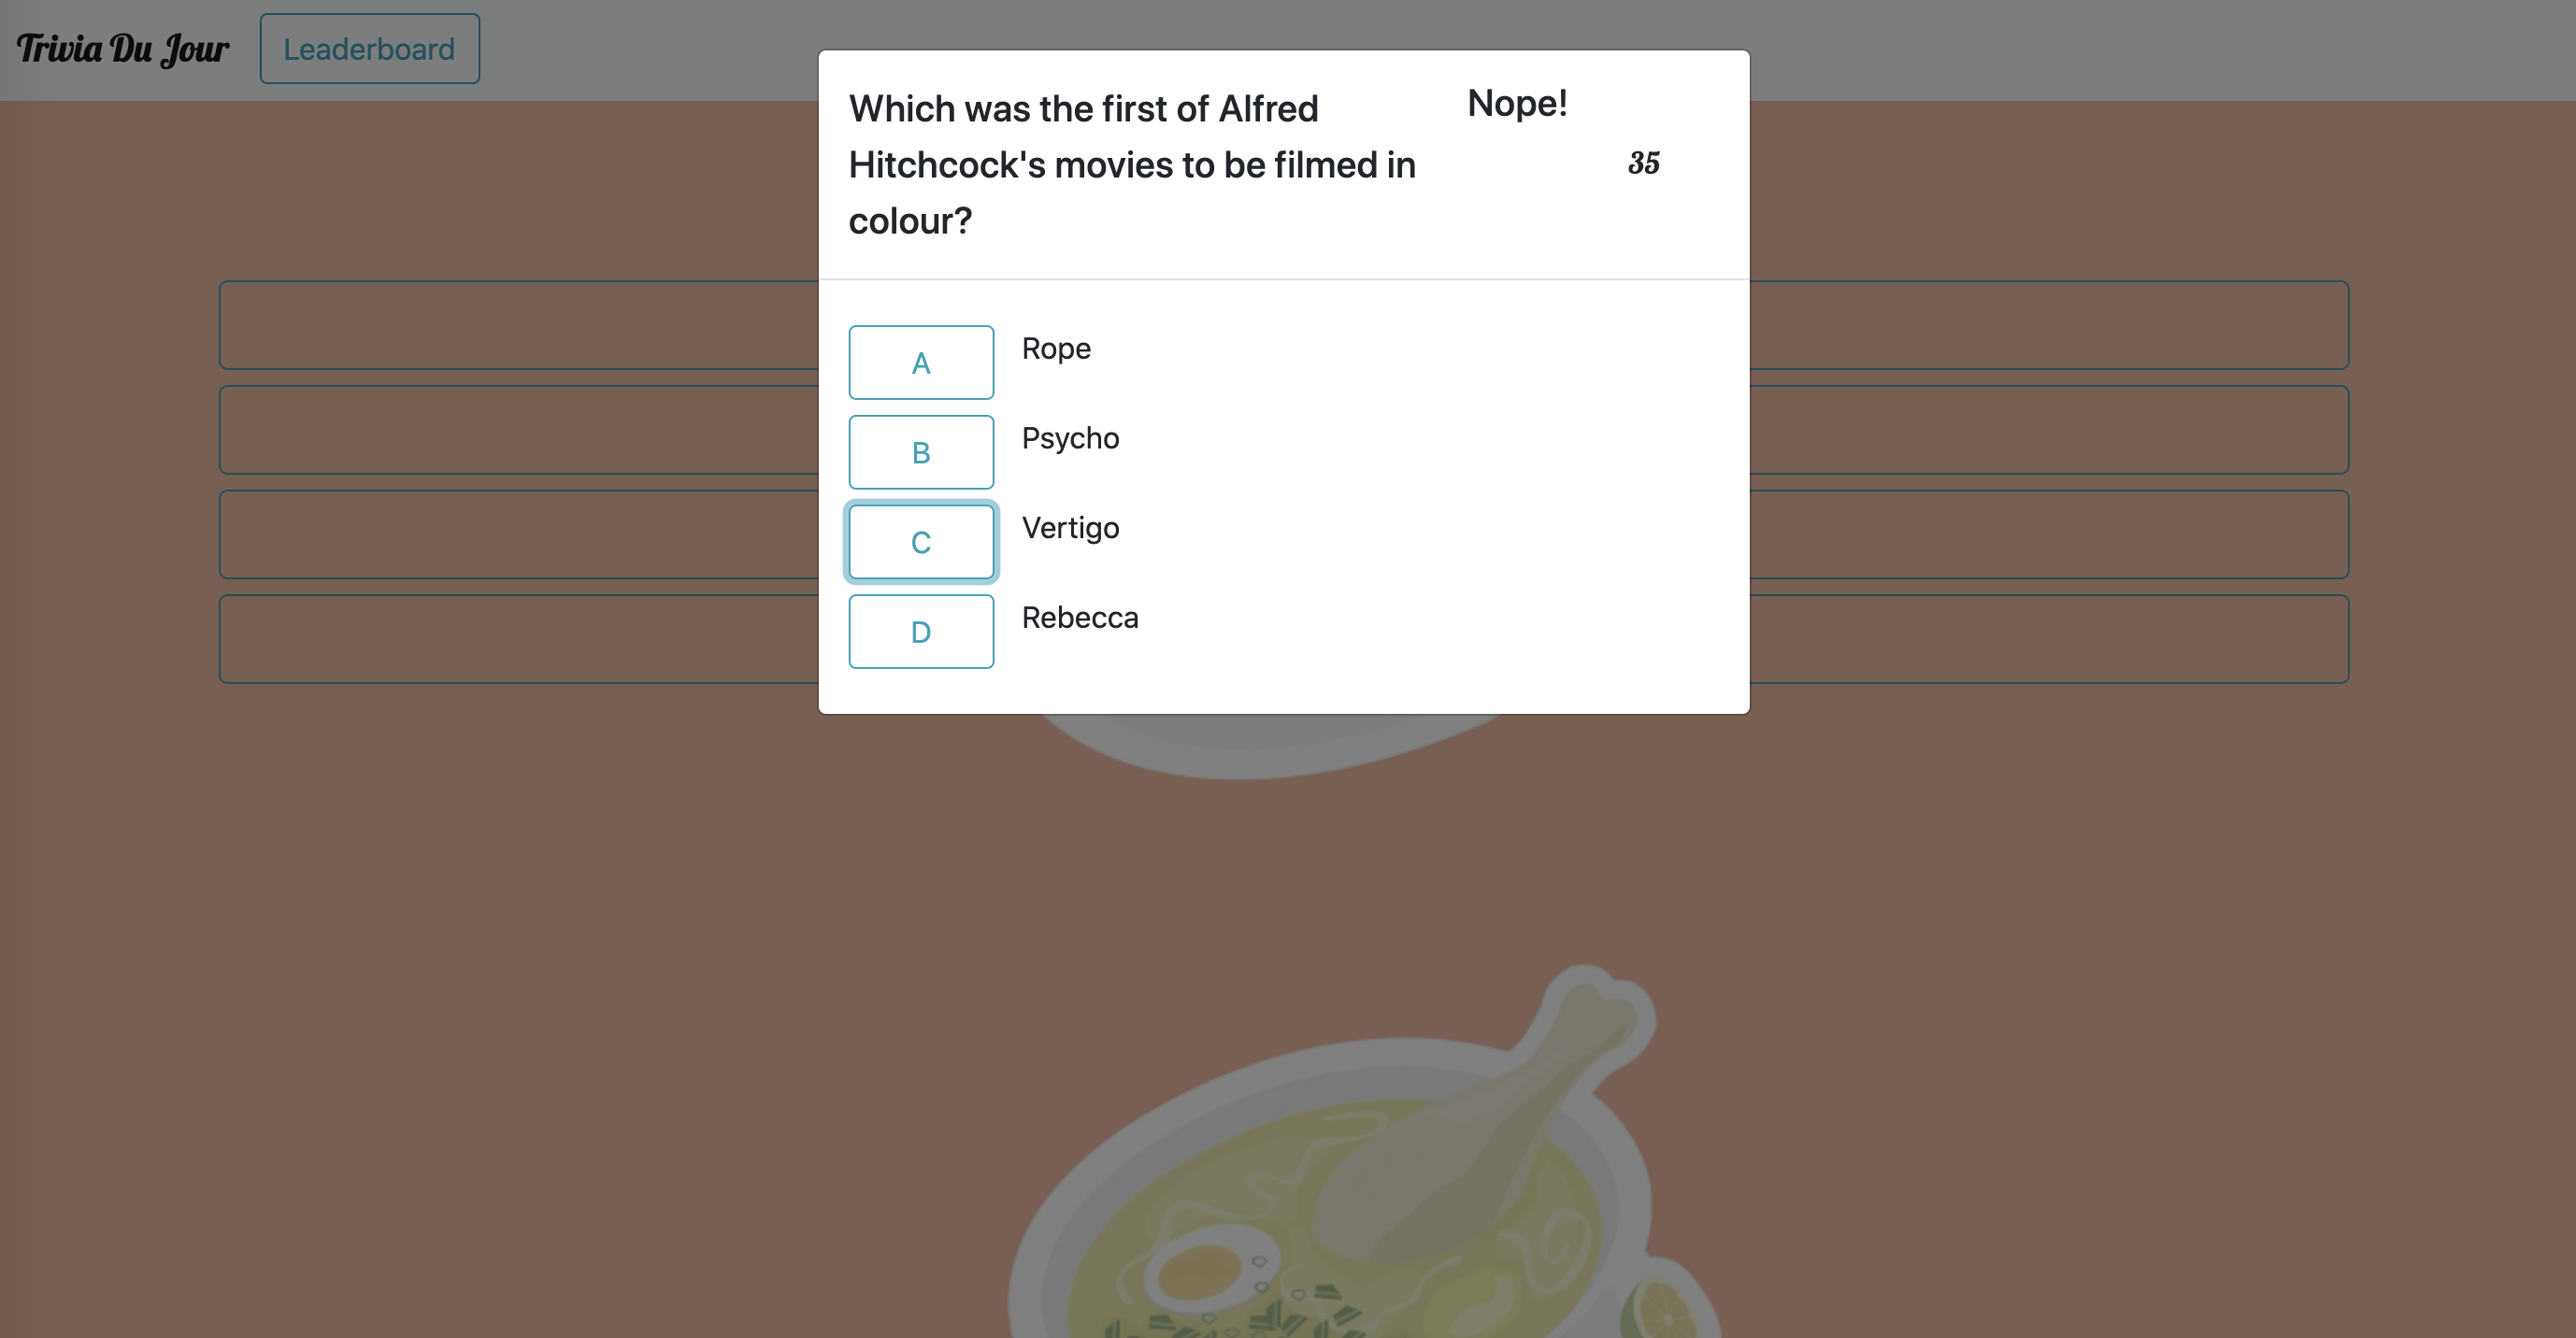 Trivia Du Jour
Leaderboard
Which was the first of Alfred
Hitchcock's movies to be filmed in
colour?
Nope!
35
A
Rope
B
Psycho
C
Vertigo
D
Rebecca